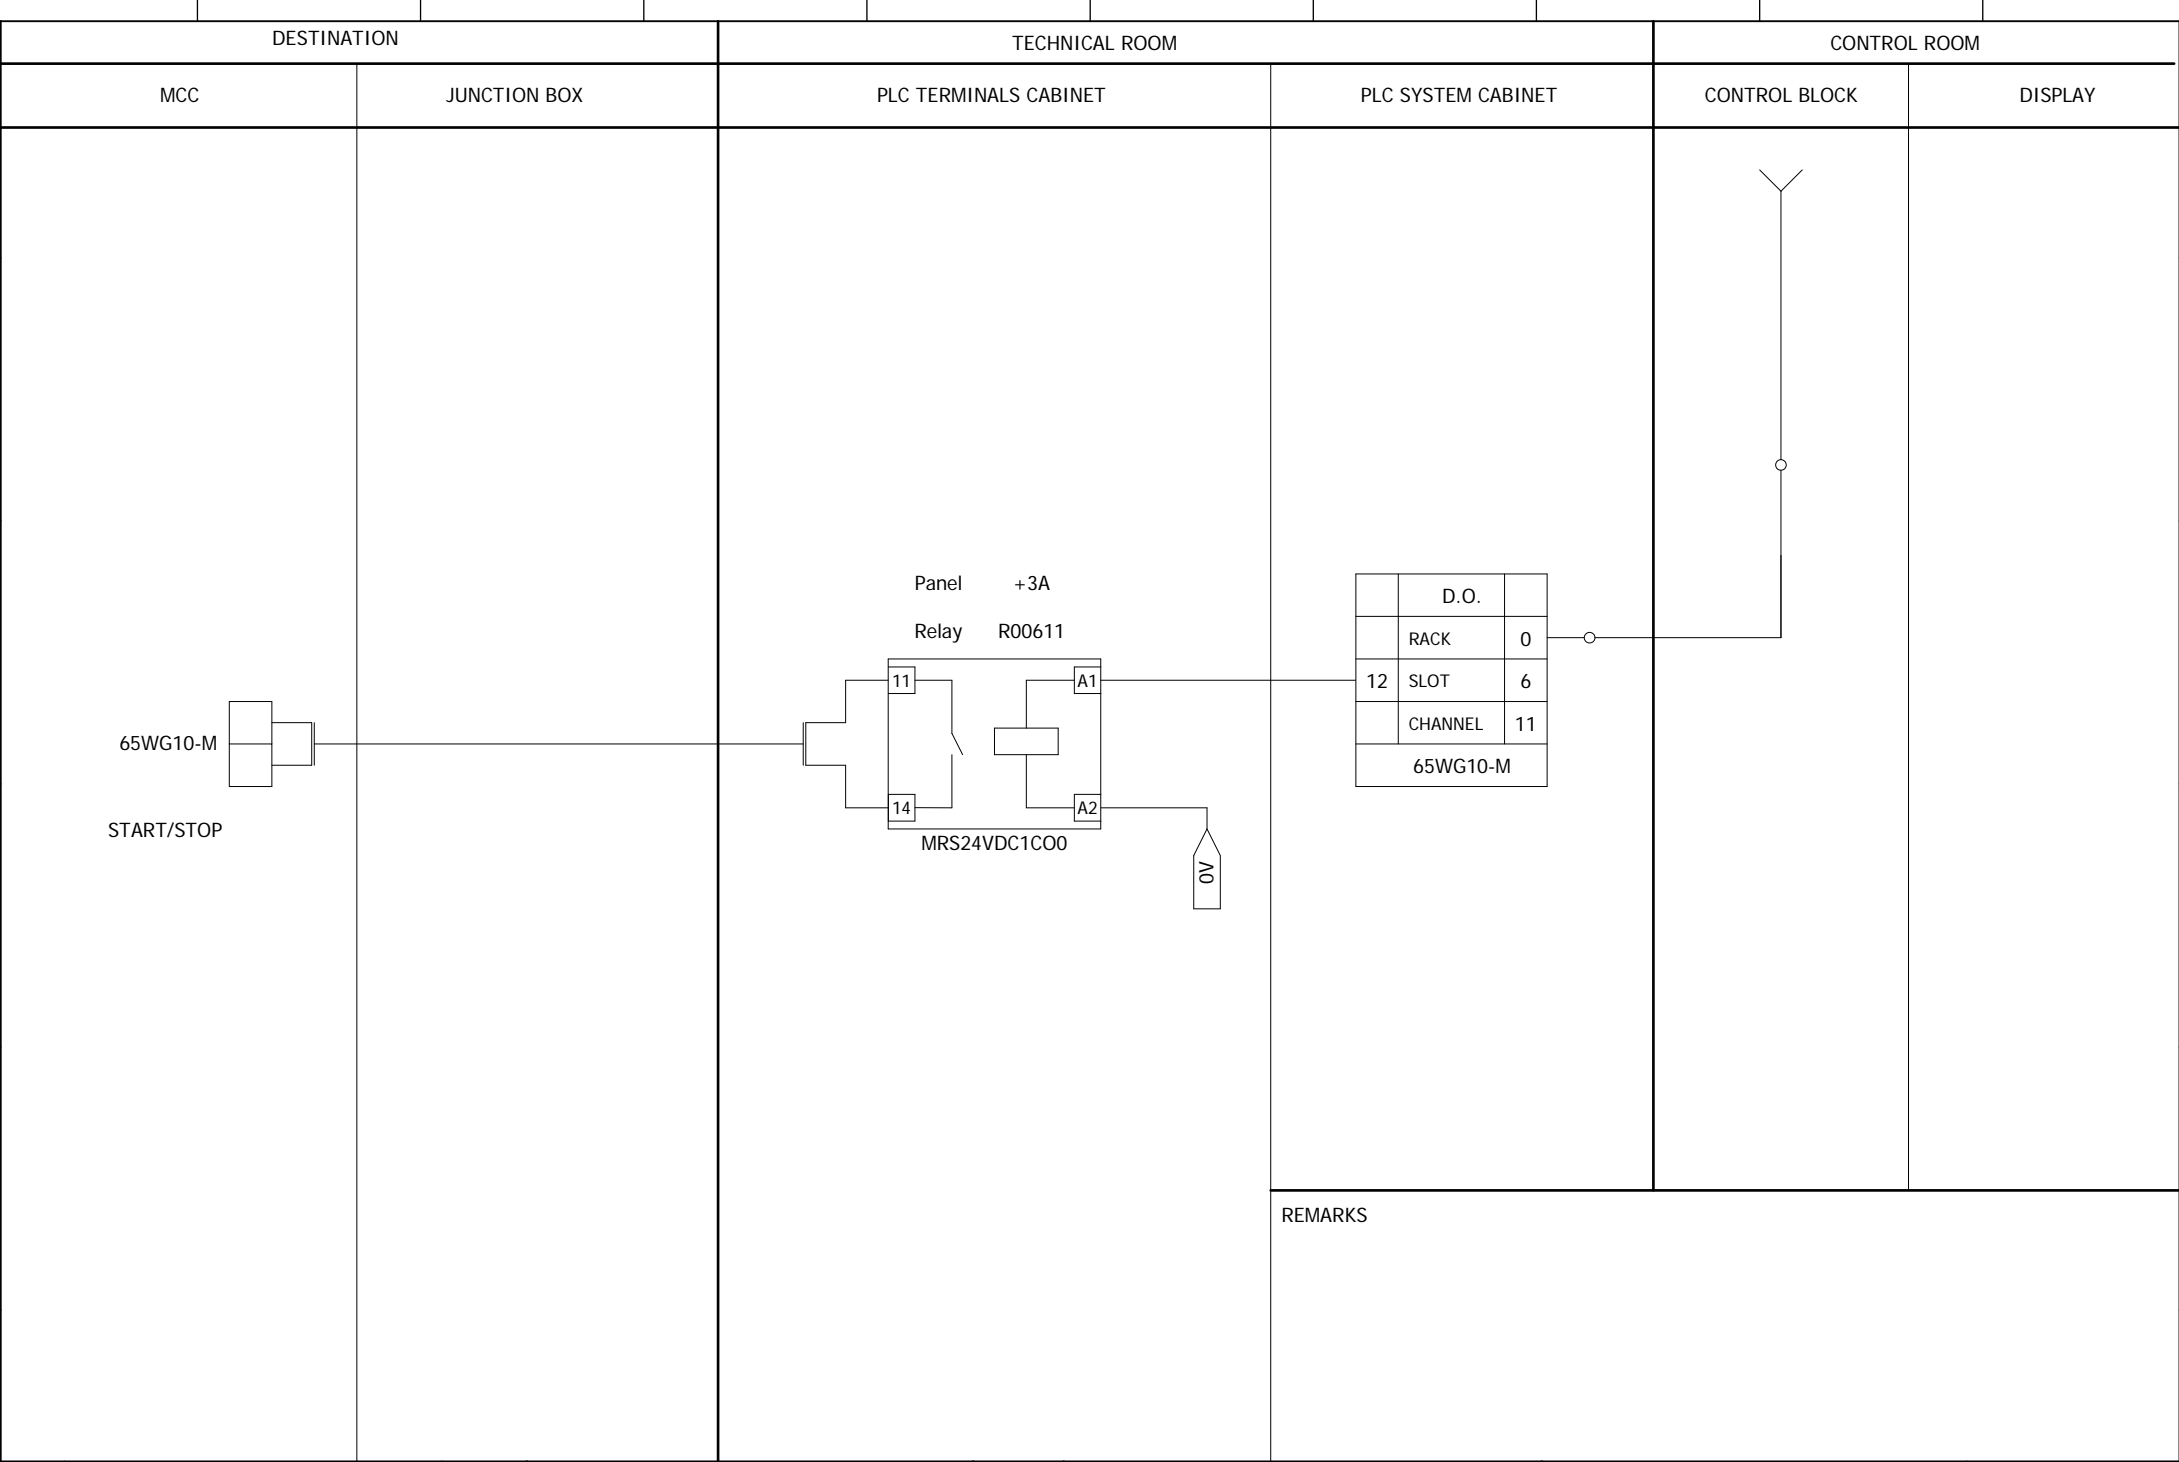 DESTINATION
TECHNICAL ROOM
CONTROL ROOM
MCC
JUNCTION BOX
PLC TERMINALS CABINET
PLC SYSTEM CABINET
CONTROL BLOCK
DISPLAY
Panel +3A
Relay R00611
D.O.
RACK 0
12 SLOT 6
CHANNEL 11
65WG10-M
11
A1
65WG10-M
14
A2
START/STOP
MRS24VDC1CO0
0V
REMARKS